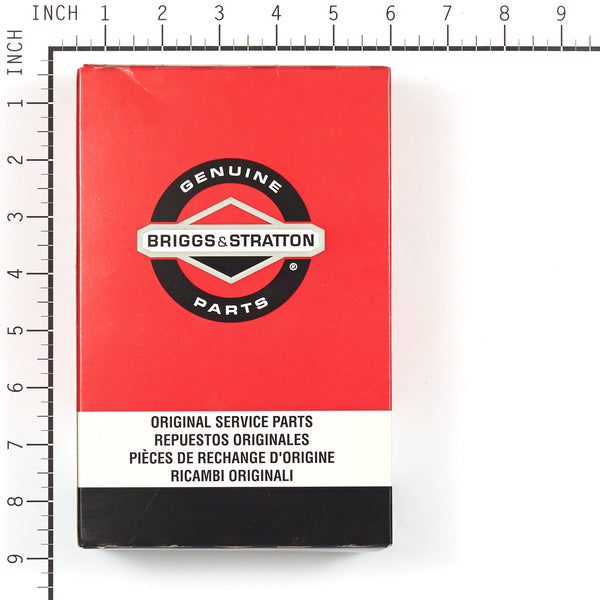 INCH 1 2 3 4 5 6 7 8 9
INCH
1
2
3
4
5
6
7
8
9
GENUINE
BRIGGS&STRATTON
®
PARTS
ORIGINAL SERVICE PARTS
REPUESTOS ORIGINALES
PIÈCES DE RECHANGE D'ORIGINE
RICAMBI ORIGINALI